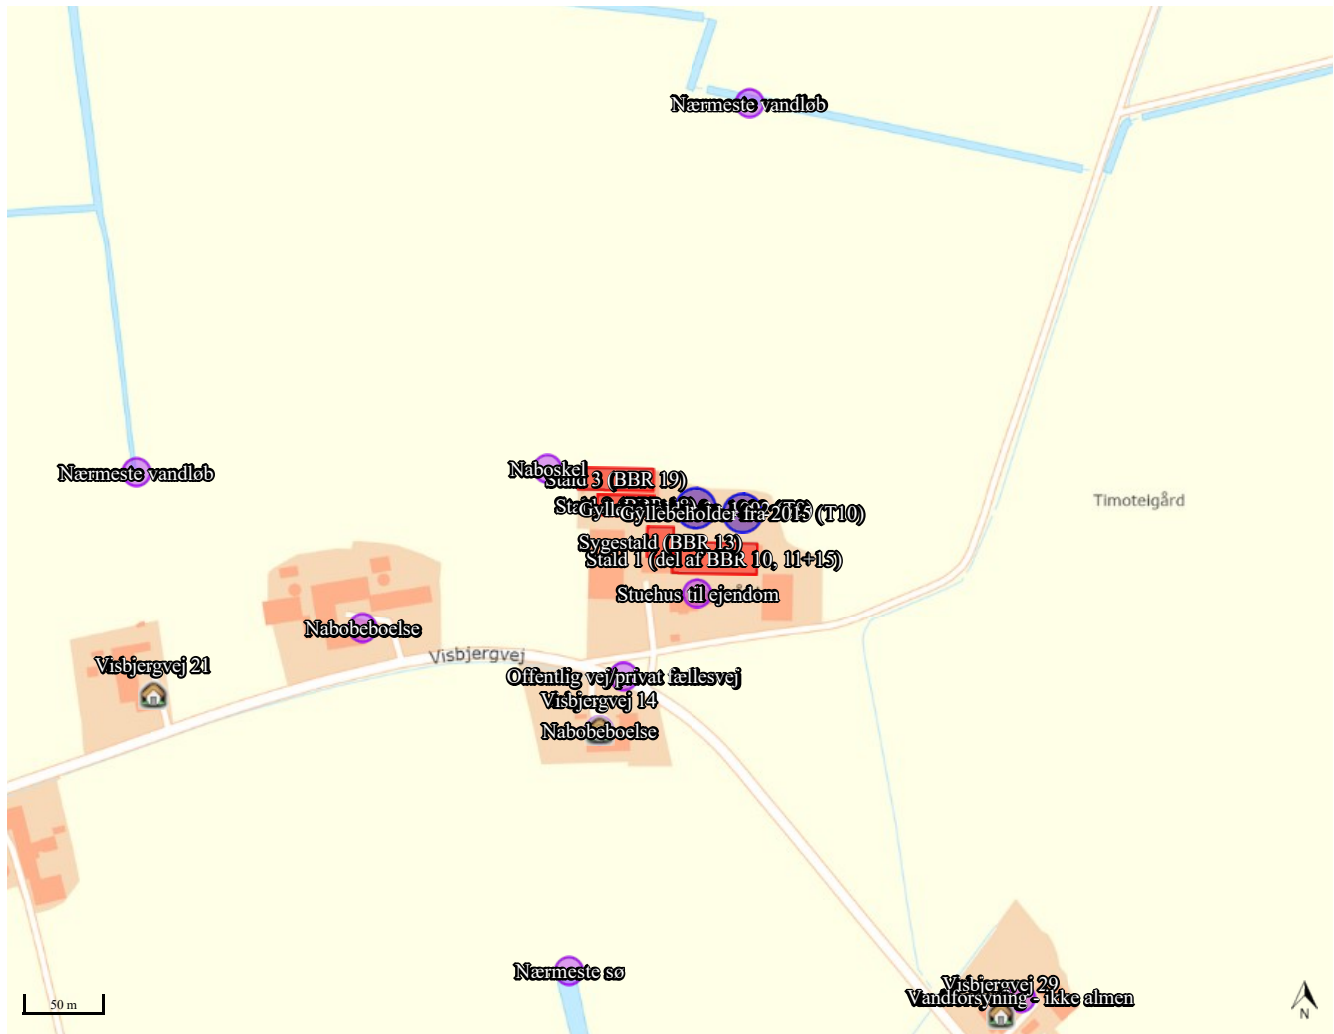 Nærmeste vandløb
Nærmeste vandløb
Naboskel
Stald 3 (BBR 19)
Timotelgård
Gyllebeholder fra 2015 (T10)
Sygestald (BBR 13)
Stald 1 (del af BBR 10, 11+15)
Stuehus til ejendom
Nabobeboelse
Visbjergvej
Visbjergvej 21
Offentlig vej/privat fællesvej
Visbjergvej 14
Nabobeboelse
Nærmeste sø
Visbjergvej 29
Vandforsyning - ikke almen
50 m
N